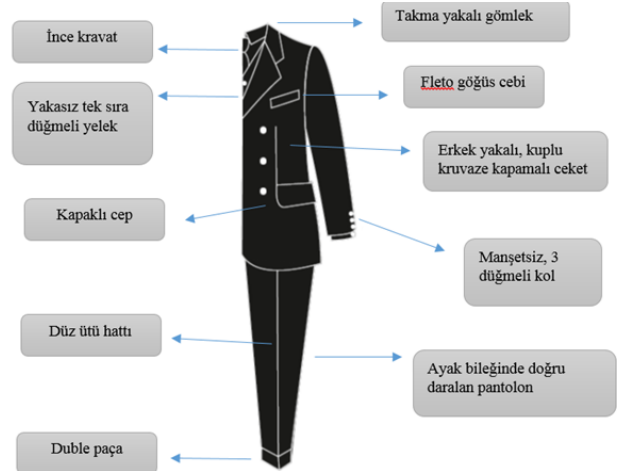 Takma yakalı gömlek
İnce kravat
Fleto göğüs cebi
Yakasız tek sıra
düğmeli yelek
Erkek yakalı, kuplu
kruvaze kapamalı ceket
Kapaklı cep
Manşetsiz, 3
düğmeli kol
Düz ütü hattı
Ayak bileğinde doğru
daralan pantolon
Duble paça